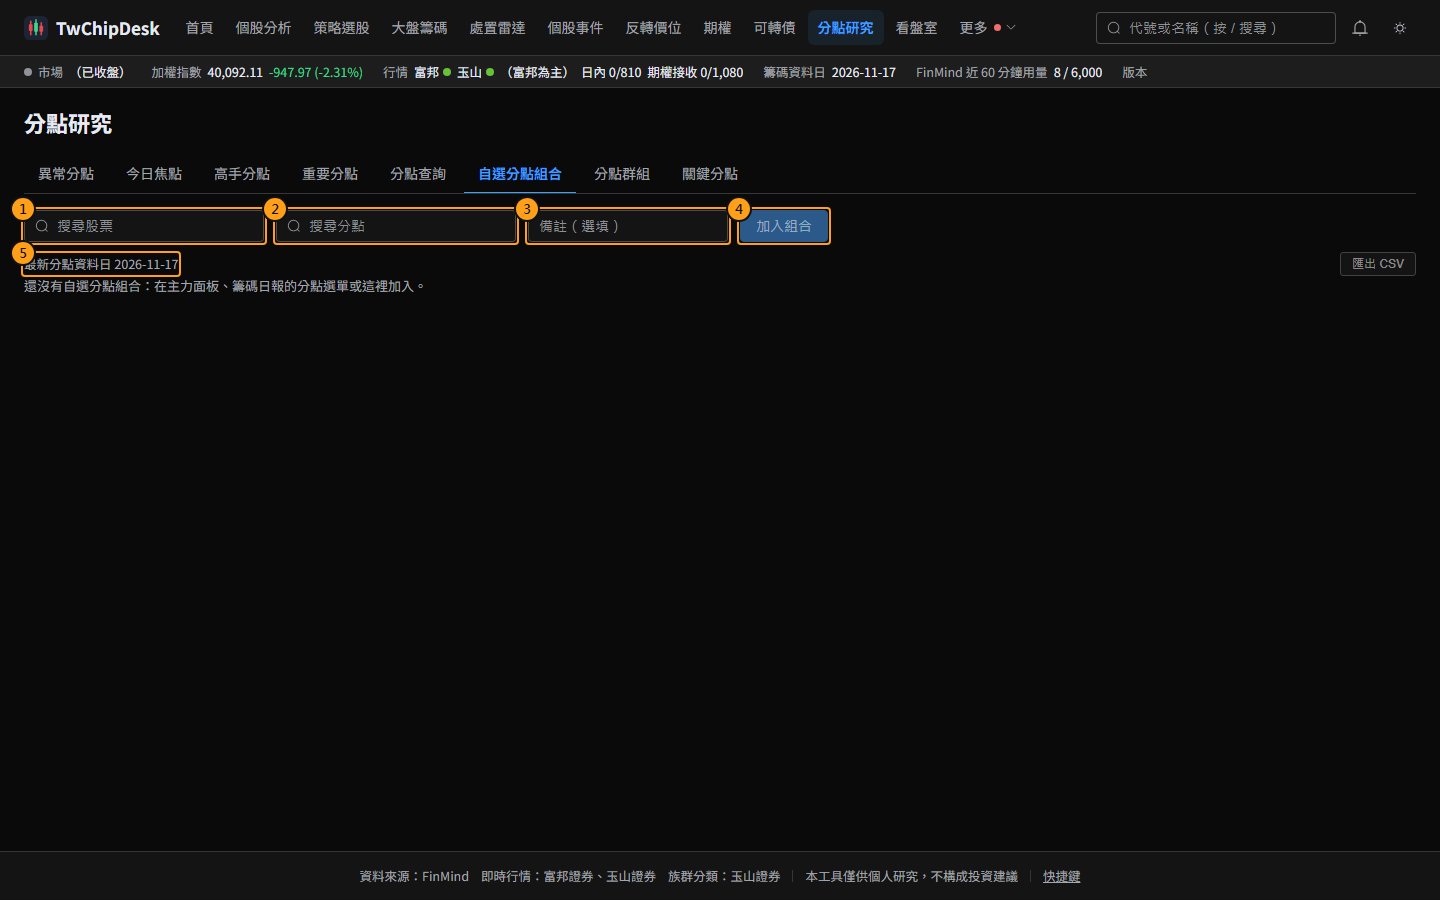 TwChipDesk 首頁 個股分析 策略選股 大盤籌碼 處置雷達 個股事件 反轉價位 期權 可轉債 分點研究 看盤室 更多 代號或名稱（按 / 搜尋）
市場 （已收盤） 加權指數 40,092.11 -947.97 (-2.31%) 行情 富邦 玉山 （富邦為主） 日內 0/810 期權接收 0/1,080 籌碼資料日 2026-11-17 FinMind 近 60 分鐘用量 8 / 6,000 版本
分點研究
異常分點 今日焦點 高手分點 重要分點 分點查詢 自選分點組合 分點群組 關鍵分點
1 搜尋股票 2 搜尋分點 3 備註（選填） 4 加入組合
5 最新分點資料日 2026-11-17 匯出 CSV
還沒有自選分點組合：在主力面板、籌碼日報的分點選單或這裡加入。
資料來源：FinMind 即時行情：富邦證券、玉山證券 族群分類：玉山證券 本工具僅供個人研究，不構成投資建議 快捷鍵